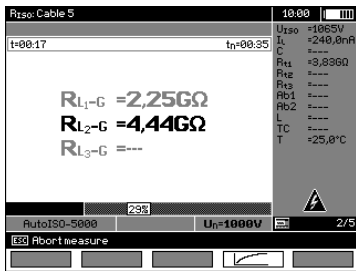 RISO: Cable 5 10:00
t=00:17 tn=00:35
RL1-G =2,25GΩ
RL2-G =4,44GΩ
RL3-G =---
UISO =1065V
IL =240,0nA
C =---
Rt1 =3,83GΩ
Rt2 =---
Rt3 =---
Ab1 =---
Ab2 =---
L =---
TC =---
T =25,0°C
29%
AutoISO-5000 Un=1000V 2/5
ESC Abort measure